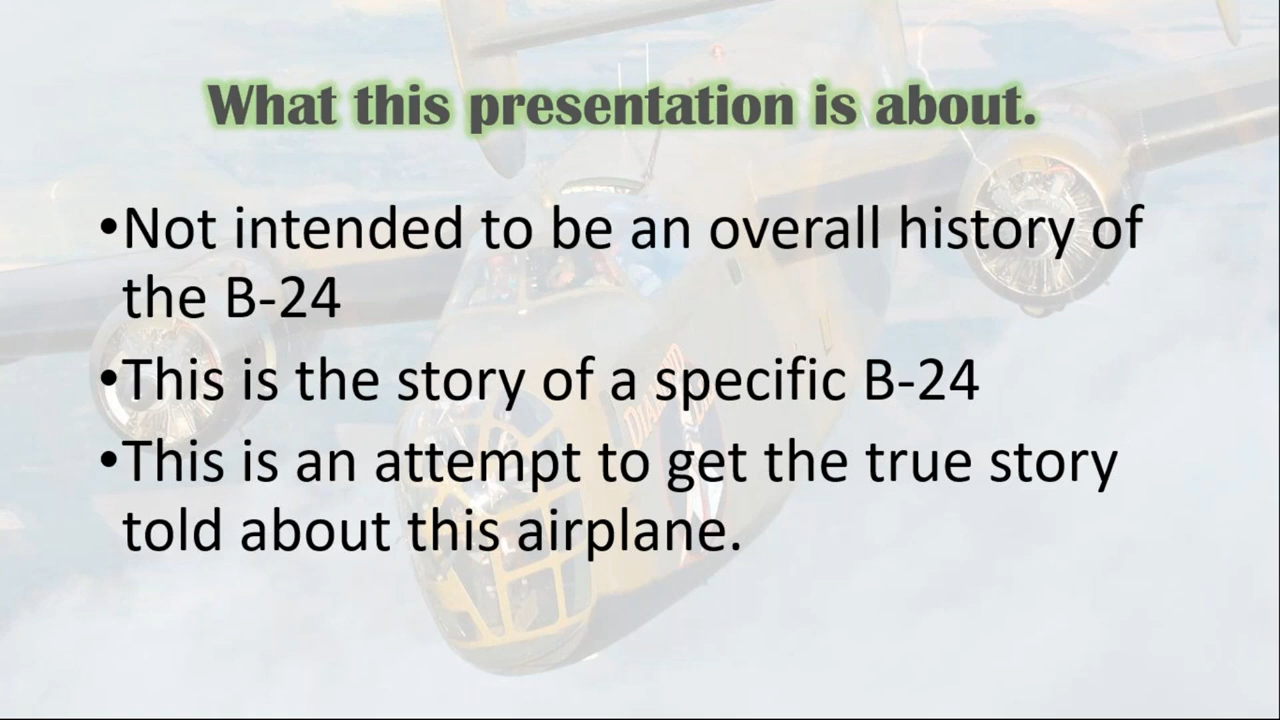 What this presentation is about.
•Not intended to be an overall history of
the B-24
•This is the story of a specific B-24
•This is an attempt to get the true story
told about this airplane.